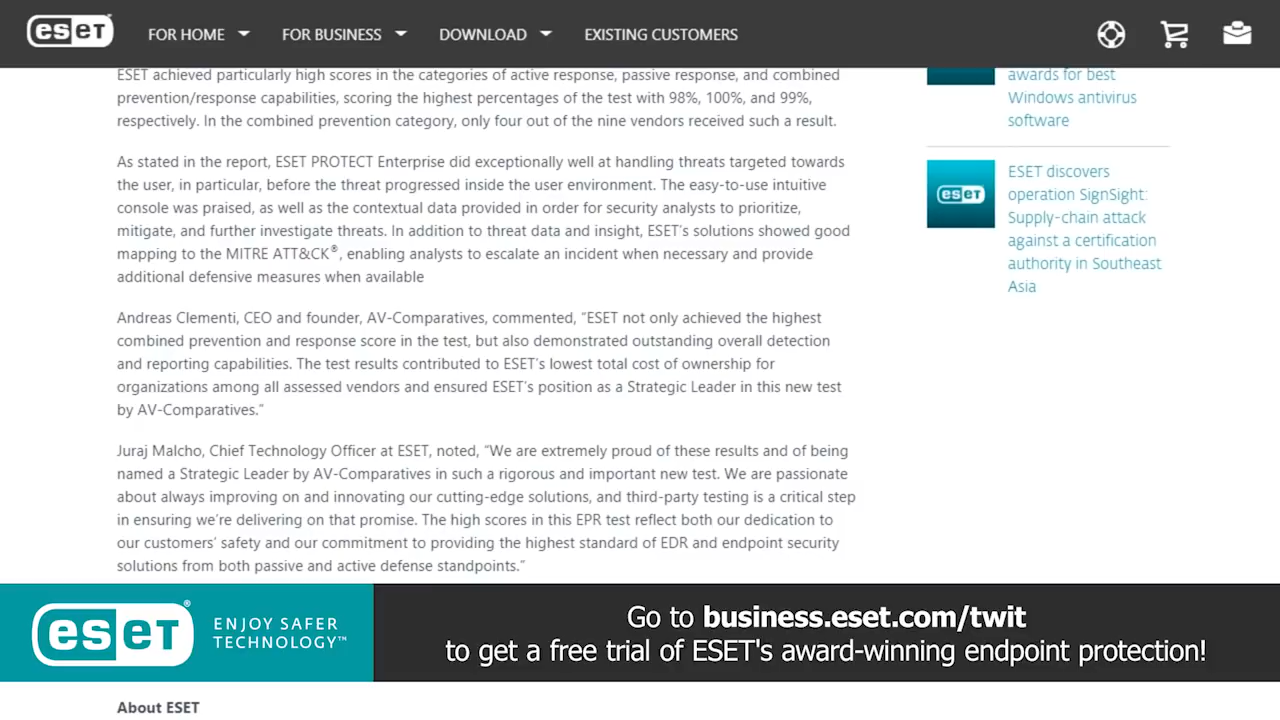 eseT
FOR HOME
FOR BUSINESS
DOWNLOAD
EXISTING CUSTOMERS
ESET achieved particularly high scores in the categories of active response, passive response, and combined
prevention/response capabilities, scoring the highest percentages of the test with 98%, 100%, and 99%,
respectively. In the combined prevention category, only four out of the nine vendors received such a result.
As stated in the report, ESET PROTECT Enterprise did exceptionally well at handling threats targeted towards
the user, in particular, before the threat progressed inside the user environment. The easy-to-use intuitive
console was praised, as well as the contextual data provided in order for security analysts to prioritize,
mitigate, and further investigate threats. In addition to threat data and insight, ESET's solutions showed good
mapping to the MITRE ATT&CK®, enabling analysts to escalate an incident when necessary and provide
additional defensive measures when available
Andreas Clementi, CEO and founder, AV-Comparatives, commented, “ESET not only achieved the highest
combined prevention and response score in the test, but also demonstrated outstanding overall detection
and reporting capabilities. The test results contributed to ESET's lowest total cost of ownership for
organizations among all assessed vendors and ensured ESET's position as a Strategic Leader in this new test
by AV-Comparatives.”
Juraj Malcho, Chief Technology Officer at ESET, noted, “We are extremely proud of these results and of being
named a Strategic Leader by AV-Comparatives in such a rigorous and important new test. We are passionate
about always improving on and innovating our cutting-edge solutions, and third-party testing is a critical step
in ensuring we're delivering on that promise. The high scores in this EPR test reflect both our dedication to
our customers' safety and our commitment to providing the highest standard of EDR and endpoint security
solutions from both passive and active defense standpoints.”
awards for best
Windows antivirus
software
eseT
ESET discovers
operation SignSight:
Supply-chain attack
against a certification
authority in Southeast
Asia
eseT®
ENJOY SAFER
TECHNOLOGY™
Go to business.eset.com/twit
to get a free trial of ESET's award-winning endpoint protection!
About ESET